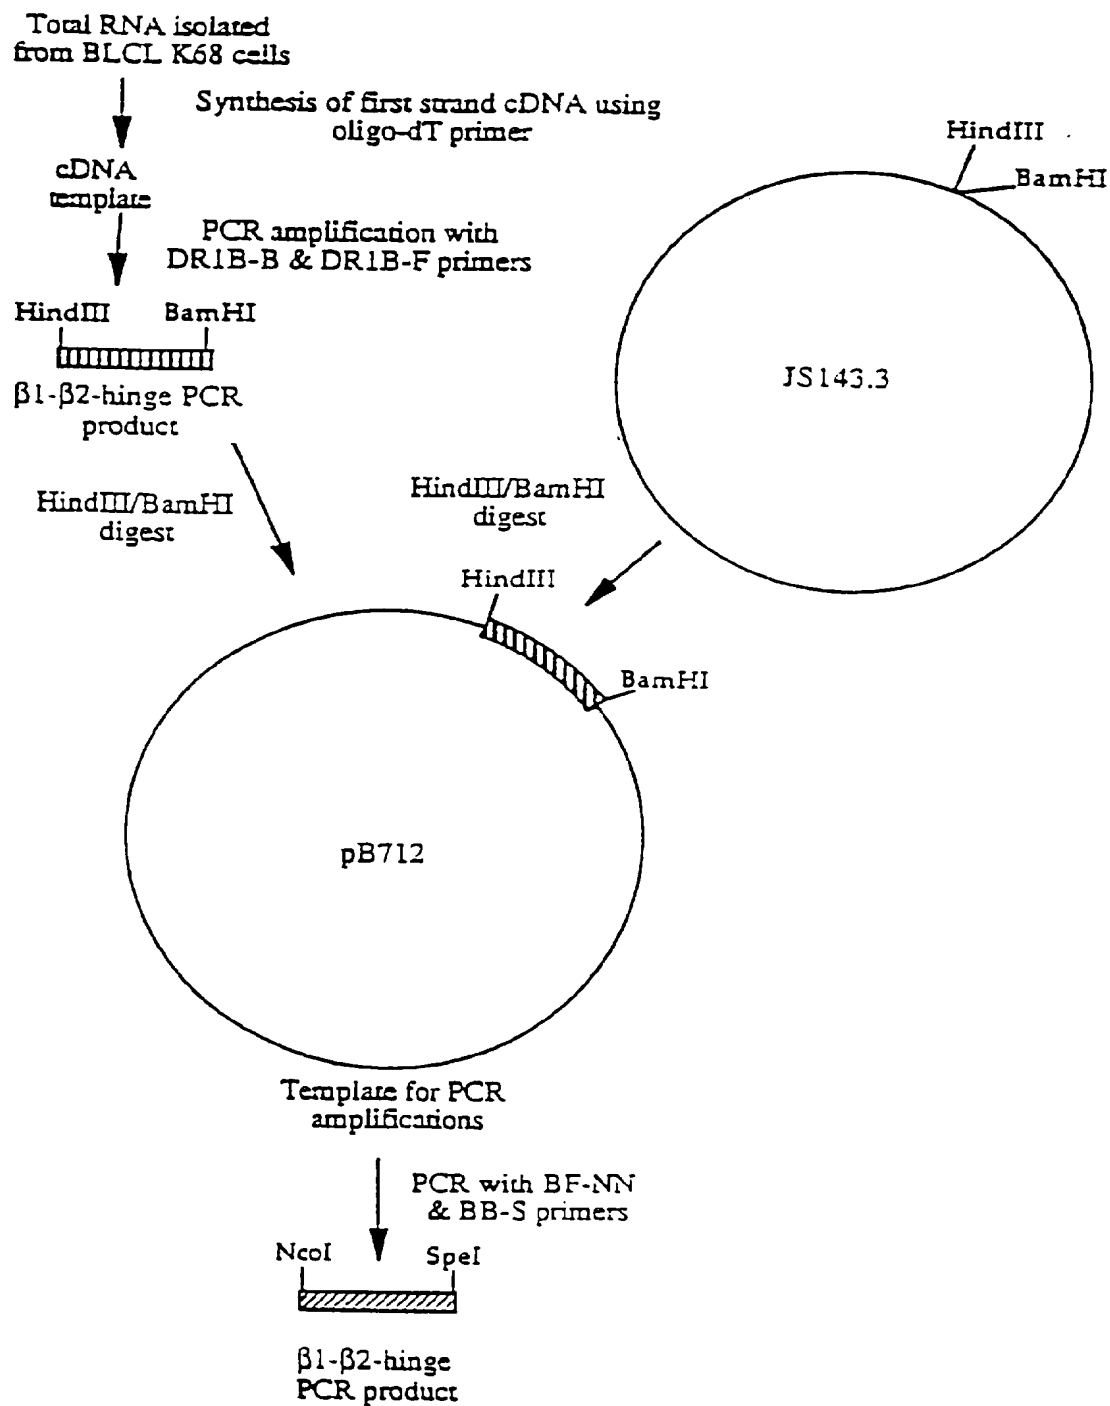 Total RNA isolated
from BLCL K68 cells
Synthesis of first strand cDNA using
oligo-dT primer
cDNA
template
PCR amplification with
DR1B-B & DR1B-F primers
HindIII
BamHI
β1-β2-hinge PCR
product
HindIII/BamHI
digest
HindIII
BamHI
JS143.3
HindIII/BamHI
digest
HindIII
BamHI
pB712
Template for PCR
amplifications
PCR with BF-NN
& BB-S primers
NcoI
SpeI
β1-β2-hinge
PCR product